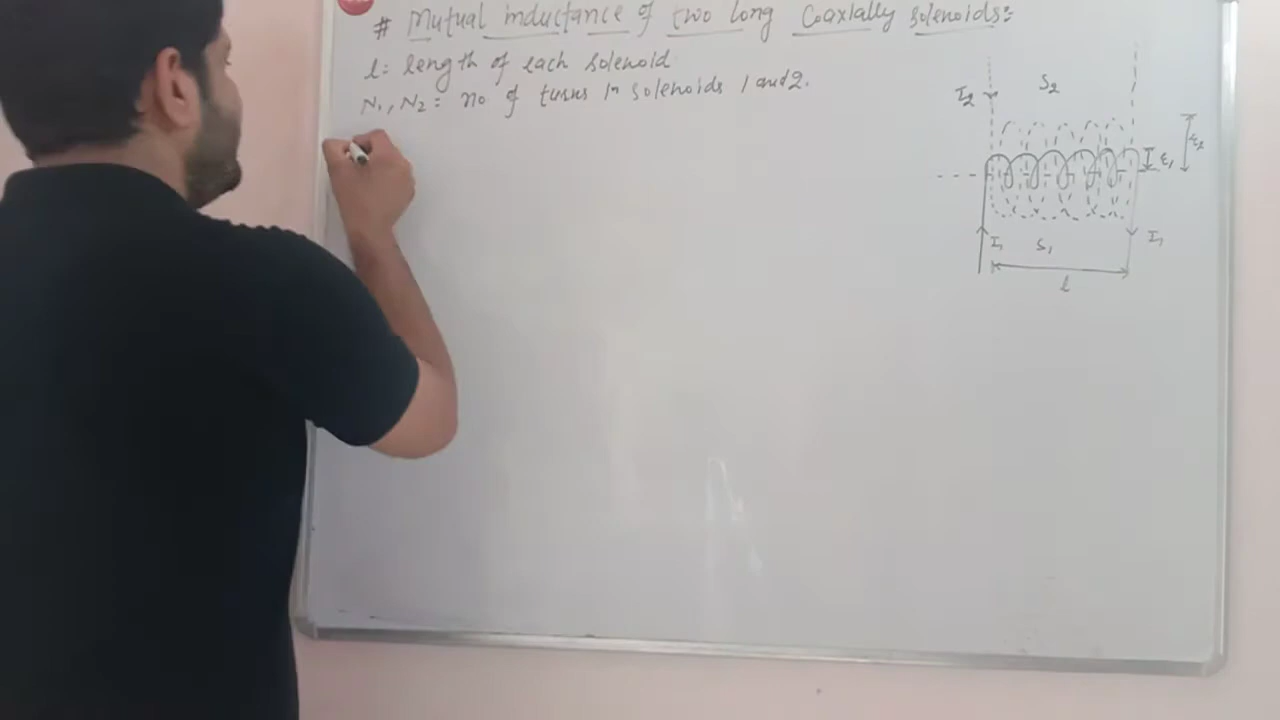 # Mutual inductance of two long Coaxially solenoids:
l= length of each solenoid
N₁, N₂ = no of turns in solenoids 1 and 2.
I₂ S₂
r₂
r₁
I₁ S₁ I₁
l